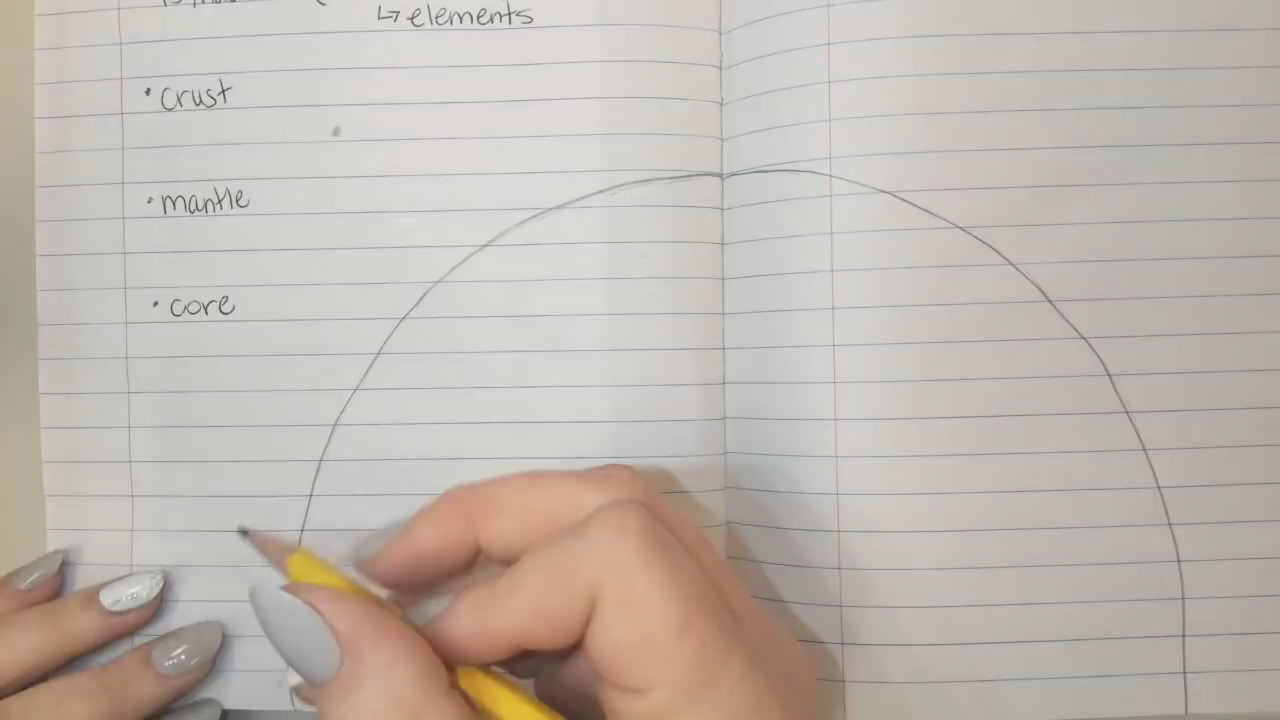 ↳ elements
• crust
• mantle
• core